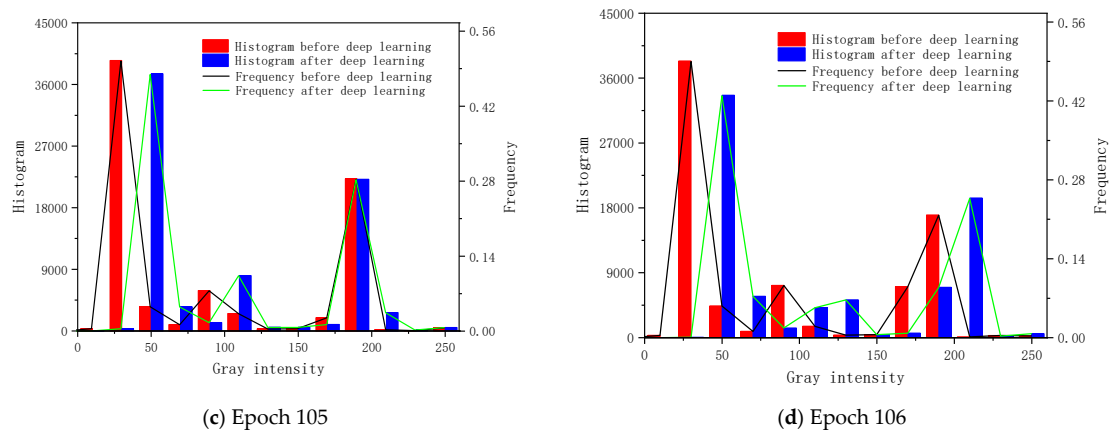 45000
36000
27000
18000
9000
0
Histogram
0.56
0.42
0.28
0.14
0.00
Frequency
Histogram before deep learning
Histogram after deep learning
Frequency before deep learning
Frequency after deep learning
0 50 100 150 200 250
Gray intensity
(c) Epoch 105
45000
36000
27000
18000
9000
0
Histogram
0.56
0.42
0.28
0.14
0.00
Frequency
Histogram before deep learning
Histogram after deep learning
Frequency before deep learning
Frequency after deep learning
0 50 100 150 200 250
Gray intensity
(d) Epoch 106